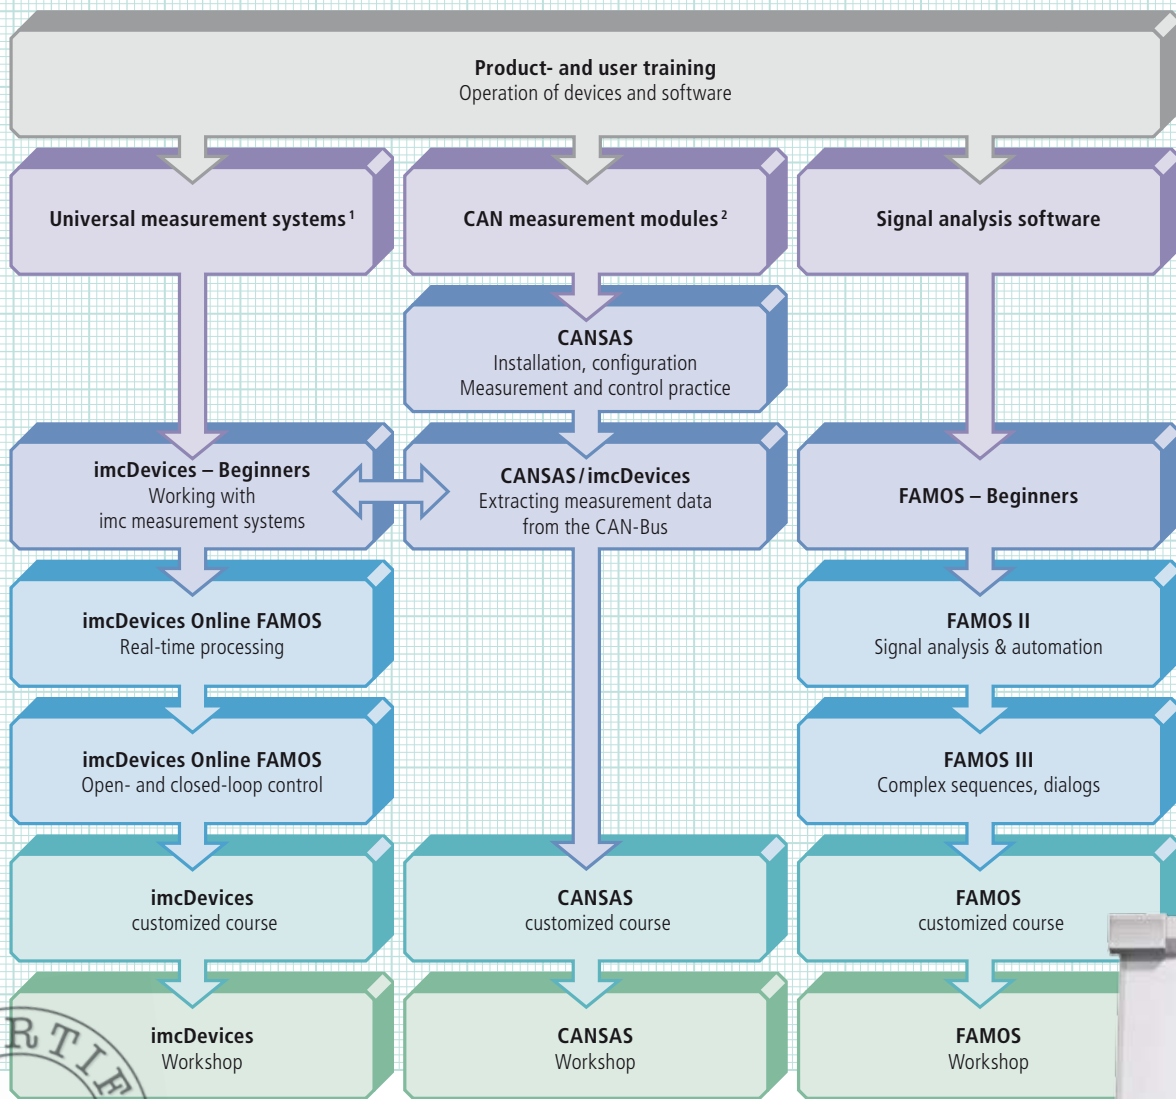 Product- and user training
Operation of devices and software
Universal measurement systems¹
CAN measurement modules²
Signal analysis software
CANSAS
Installation, configuration
Measurement and control practice
imcDevices – Beginners
Working with
imc measurement systems
CANSAS/imcDevices
Extracting measurement data
from the CAN-Bus
FAMOS – Beginners
imcDevices Online FAMOS
Real-time processing
FAMOS II
Signal analysis & automation
imcDevices Online FAMOS
Open- and closed-loop control
FAMOS III
Complex sequences, dialogs
imcDevices
customized course
CANSAS
customized course
FAMOS
customized course
imcDevices
Workshop
CANSAS
Workshop
FAMOS
Workshop